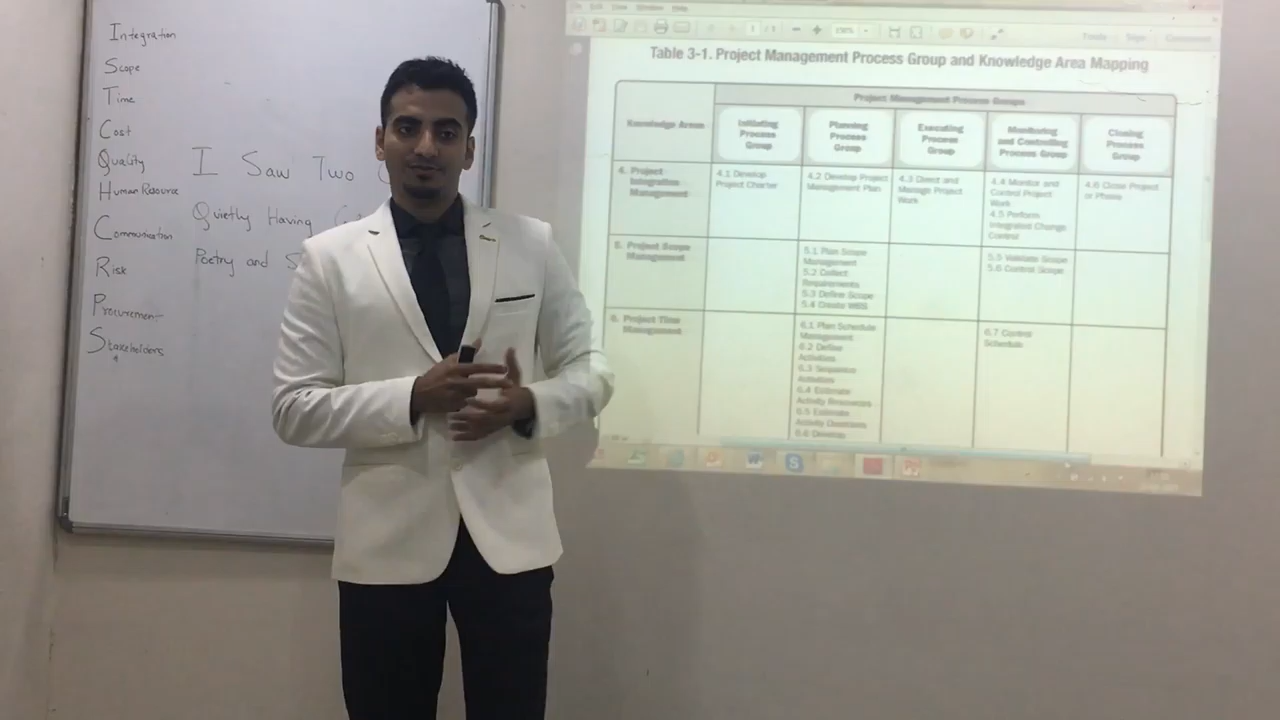 Integration
Scope
Time
Cost
Quality
Human Resource
Communication
Risk
Procurement
Stakeholders
I Saw Two
Quietly Having
Poetry and S
Table 3-1. Project Management Process Group and Knowledge Area Mapping
Project Management Process Groups
Knowledge Areas
Initiating
Process
Group
Planning
Process
Group
Executing
Process
Group
Monitoring
and Controlling
Process Group
Closing
Process
Group
4. Project
Integration
Management
4.1 Develop
Project Charter
4.2 Develop Project
Management Plan
4.3 Direct and
Manage Project
Work
4.4 Monitor and
Control Project
Work
4.5 Perform
Integrated Change
Control
4.6 Close Project
or Phase
5. Project Scope
Management
5.1 Plan Scope
Management
5.2 Collect
Requirements
5.3 Define Scope
5.4 Create WBS
5.5 Validate Scope
5.6 Control Scope
6. Project Time
Management
6.1 Plan Schedule
Management
6.2 Define
Activities
6.3 Sequence
Activities
6.4 Estimate
Activity Resources
6.5 Estimate
Activity Durations
6.6 Develop
6.7 Control
Schedule